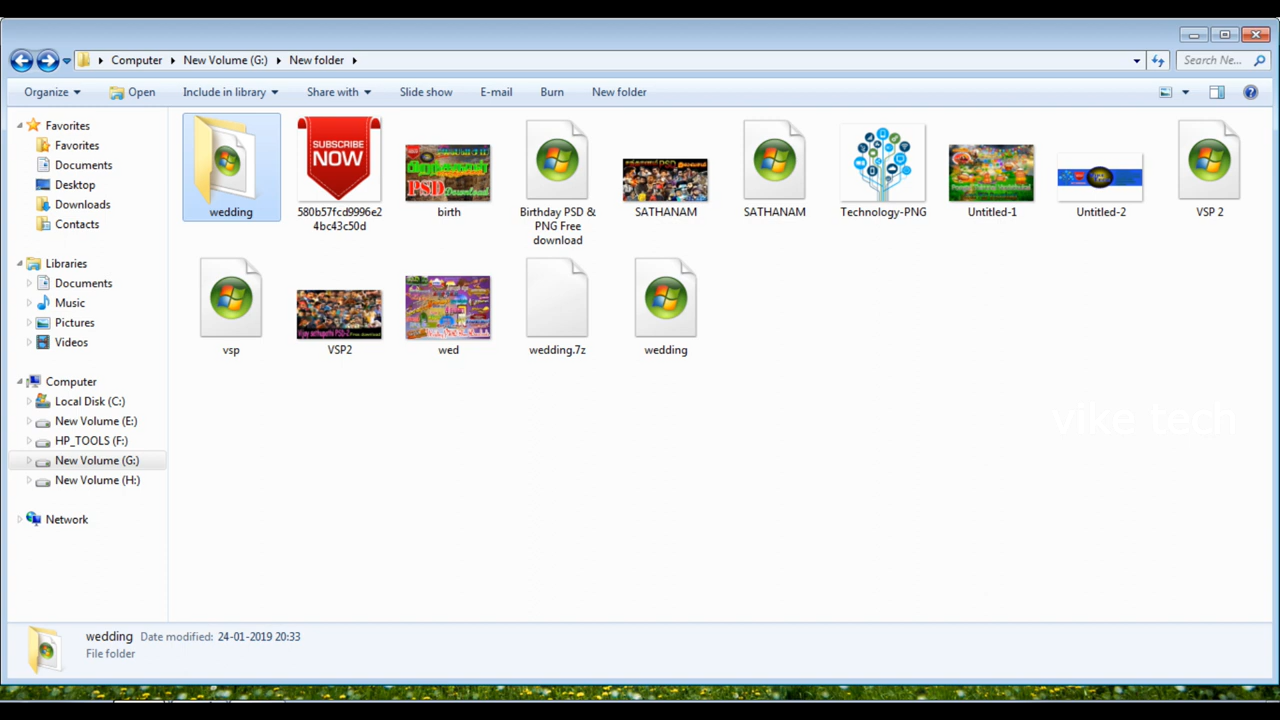 Computer
New Volume (G:)
New folder
Search Ne...
Organize
Open
Include in library
Share with
Slide show
E-mail
Burn
New folder
Favorites
Favorites
Documents
Desktop
Downloads
Contacts
Libraries
Documents
Music
Pictures
Videos
Computer
Local Disk (C:)
New Volume (E:)
HP_TOOLS (F:)
New Volume (G:)
New Volume (H:)
Network
SUBSCRIBE
NOW
PSD Download
wedding
580b57fcd9996e2
4bc43c50d
birth
Birthday PSD &
PNG Free
download
SATHANAM
SATHANAM
Technology-PNG
Untitled-1
Untitled-2
VSP 2
vsp
VSP2
wed
wedding.7z
wedding
vike tech
wedding
Date modified: 24-01-2019 20:33
File folder